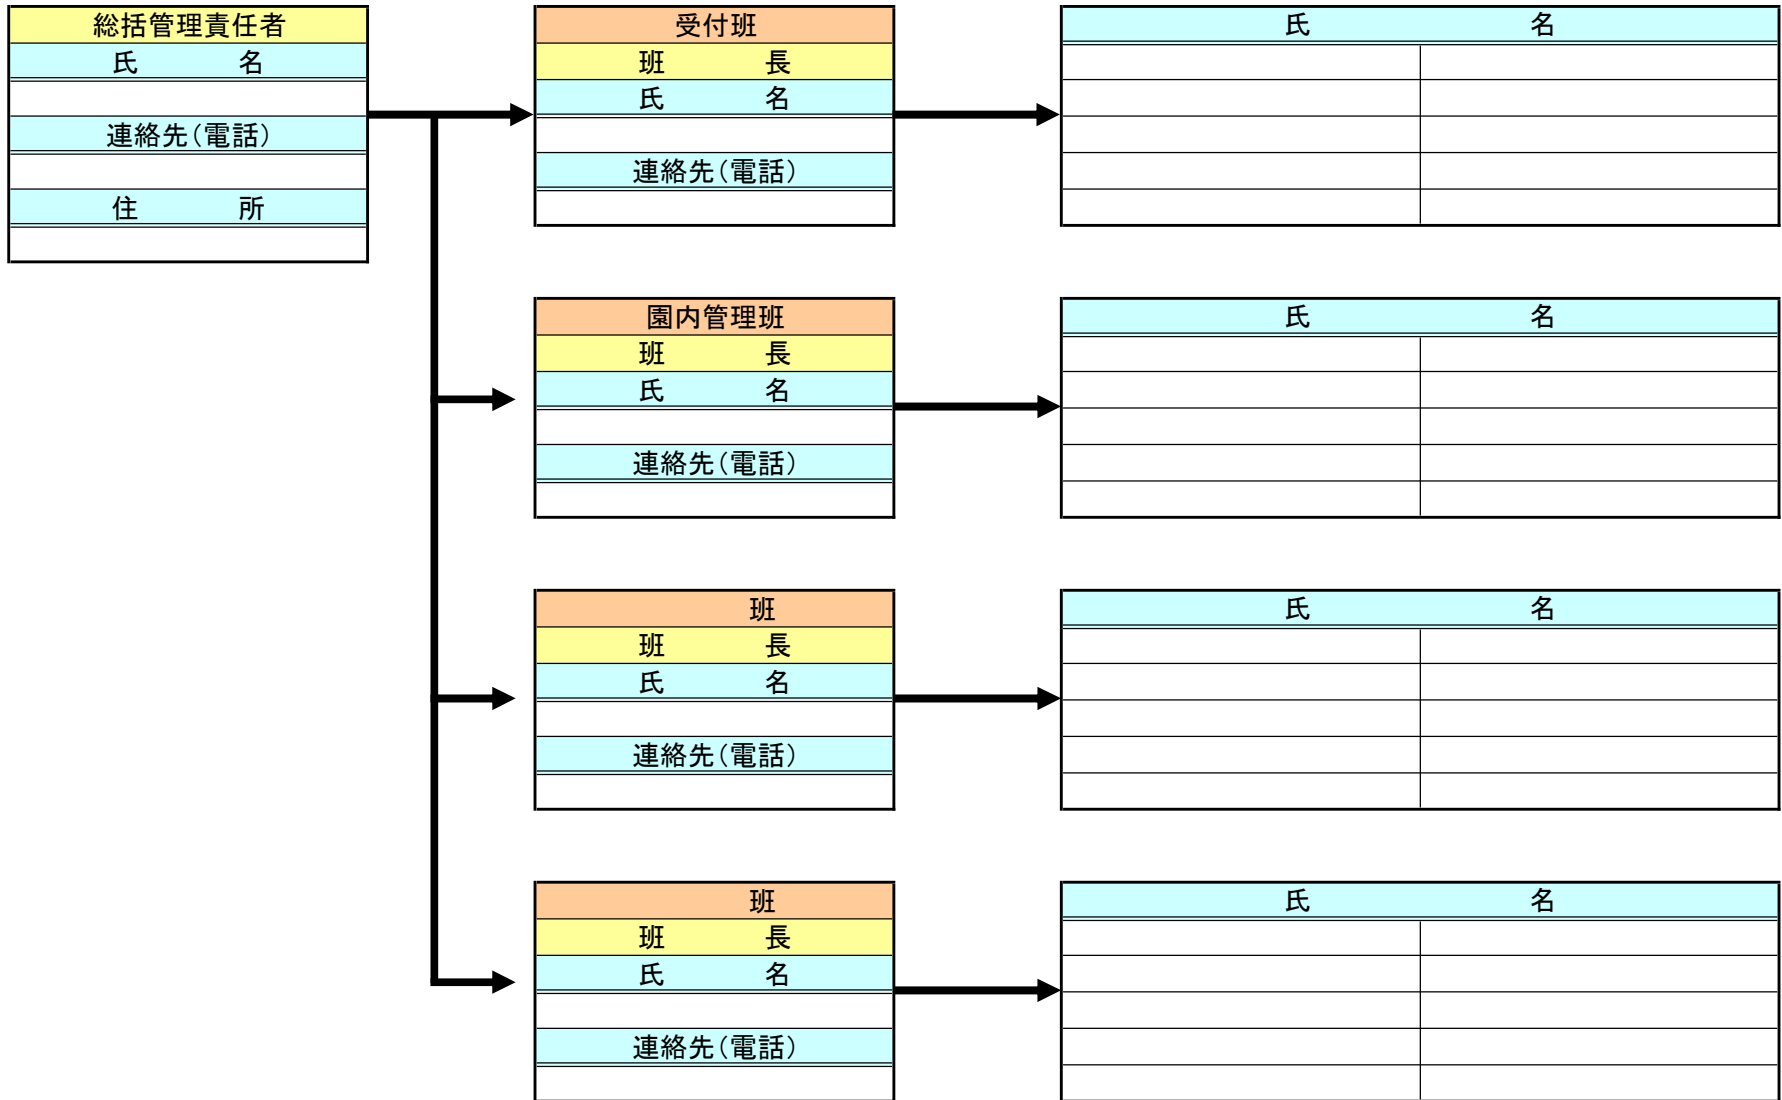 総括管理責任者
氏　名
連絡先（電話）
住　所
受付班
班　長
氏　名
連絡先（電話）
氏　名
園内管理班
班　長
氏　名
連絡先（電話）
氏　名
班
班　長
氏　名
連絡先（電話）
氏　名
班
班　長
氏　名
連絡先（電話）
氏　名